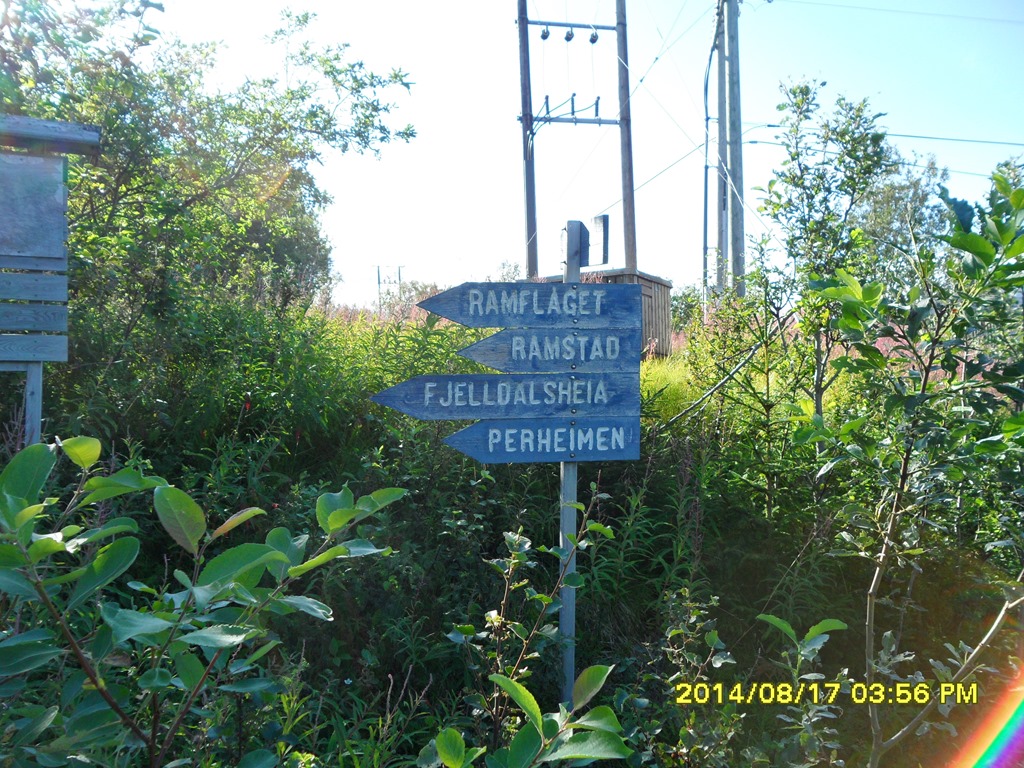 RAMFLAGET
RAMSTAD
FJELLDALSHEIA
PERHEIMEN
2014/08/17 03:56 PM